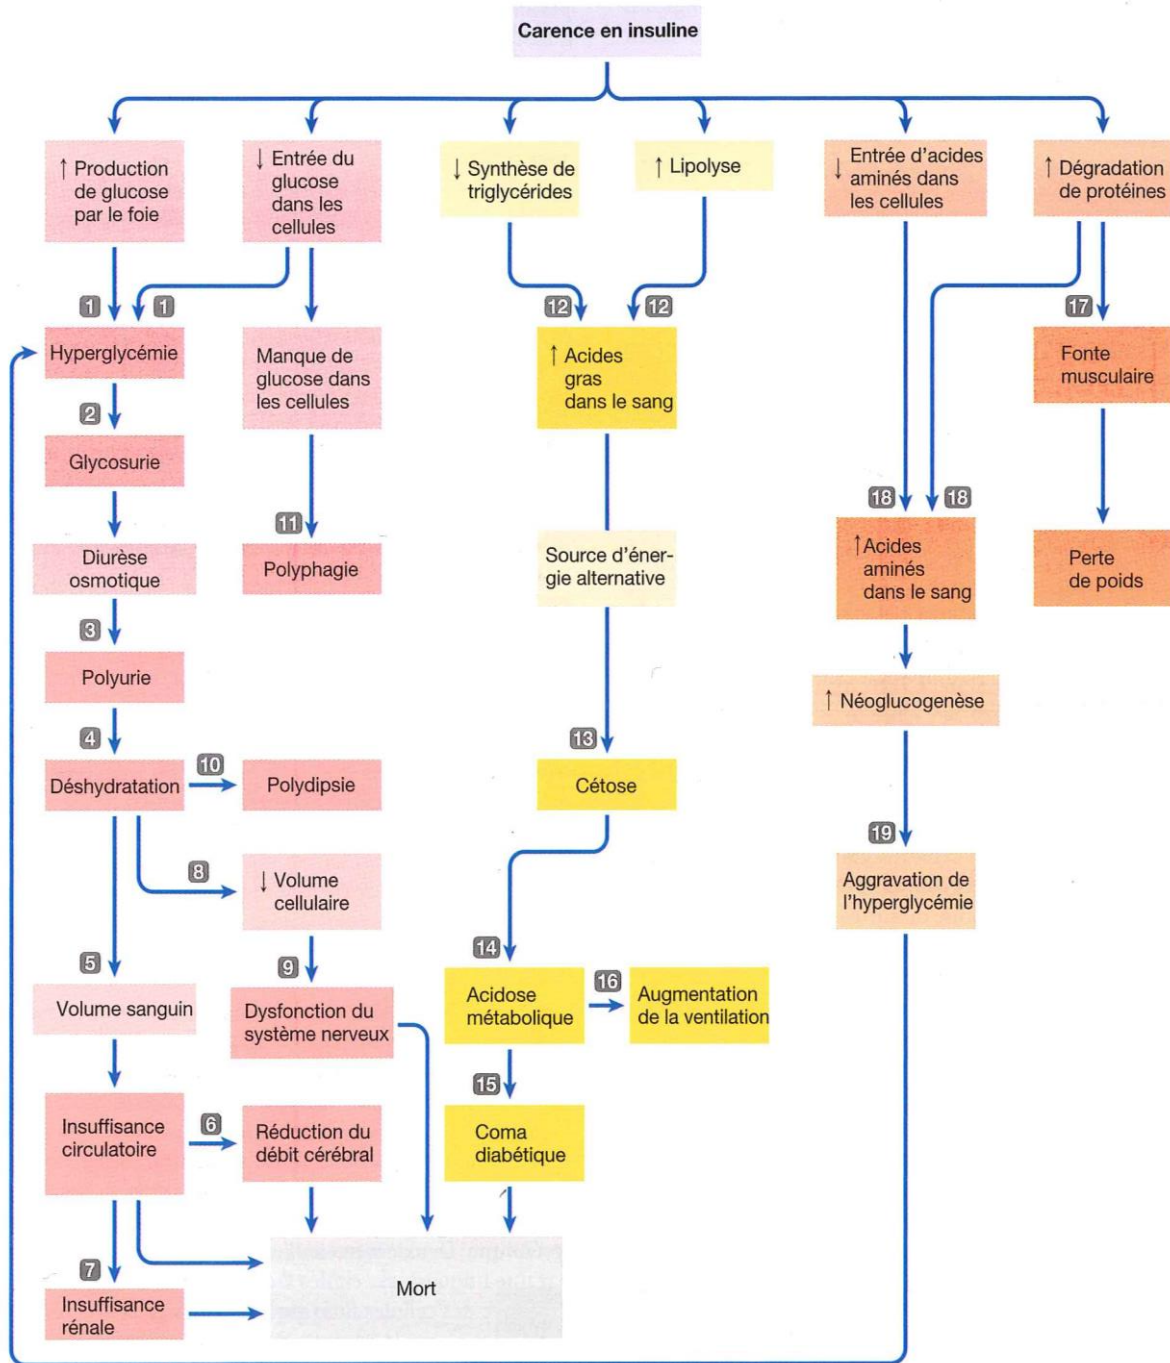 Carence en insuline
↑ Production
de glucose
par le foie
↓ Entrée du
glucose
dans les
cellules
↓ Synthèse de
triglycérides
↑ Lipolyse
↓ Entrée d'acides
aminés dans
les cellules
↑ Dégradation
de protéines
1
1
12
12
17
Hyperglycémie
Manque de
glucose dans
les cellules
↑ Acides
gras
dans le sang
Fonte
musculaire
2
Glycosurie
11
18
18
Diurèse
osmotique
Polyphagie
Source d'éner-
gie alternative
↑ Acides
aminés
dans le sang
Perte
de poids
3
Polyurie
↑ Néoglucogenèse
4
10
13
Déshydratation
Polydipsie
Cétose
19
8
↓ Volume
cellulaire
Aggravation de
l'hyperglycémie
5
9
14
16
Volume sanguin
Dysfonction du
système nerveux
Acidose
métabolique
Augmentation
de la ventilation
15
Insuffisance
circulatoire
6
Réduction du
débit cérébral
Coma
diabétique
7
Mort
Insuffisance
rénale